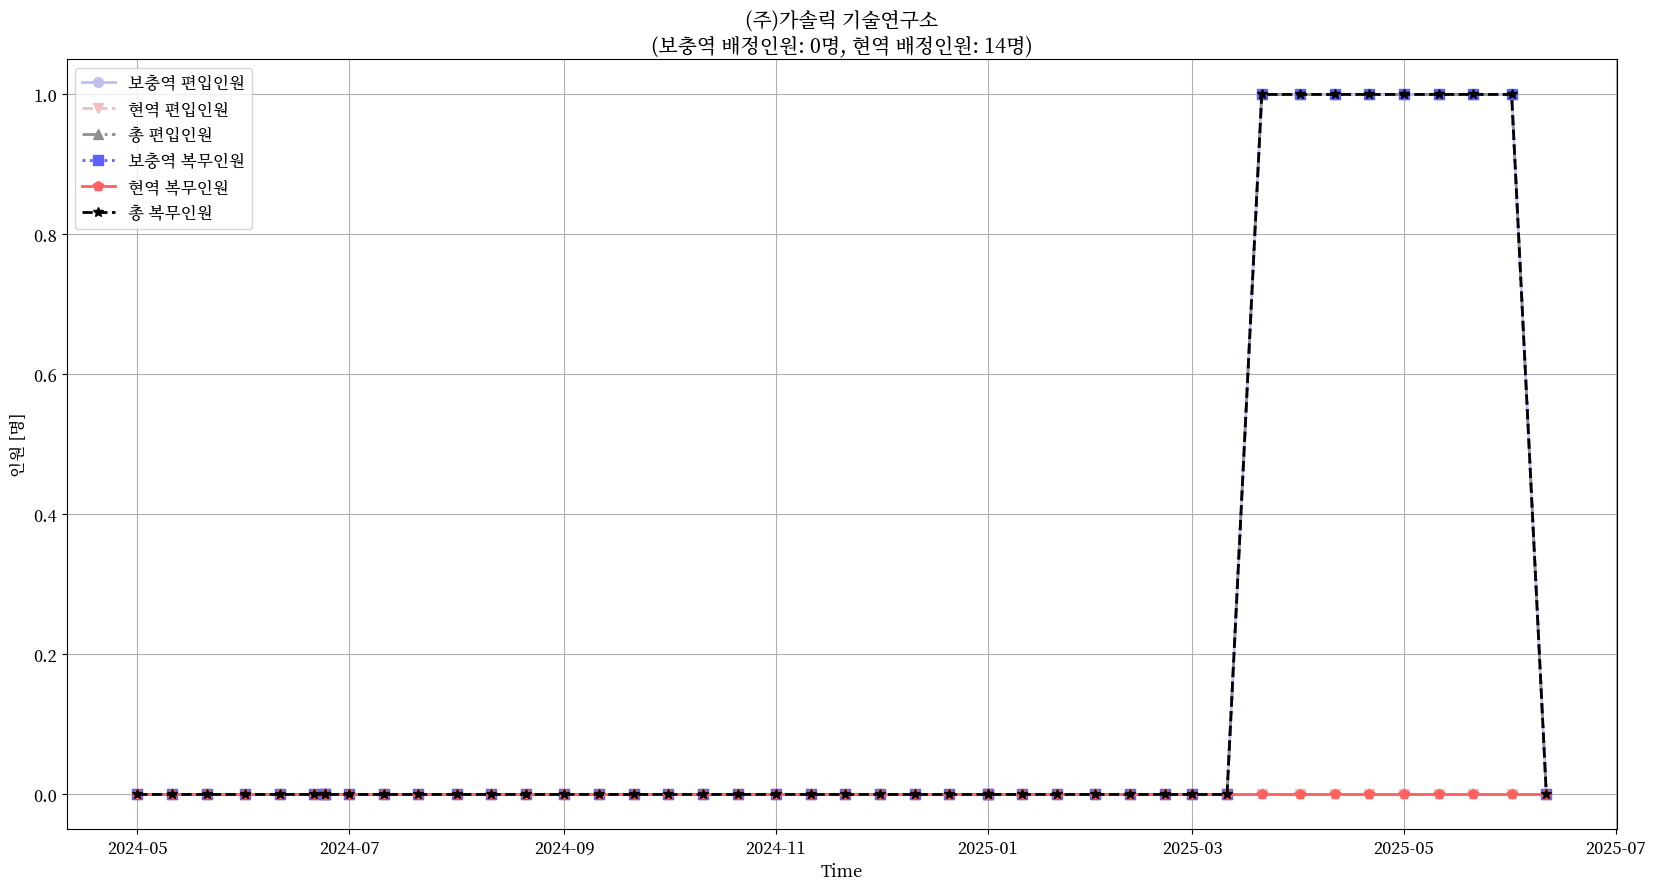 (주)가솔릭 기술연구소
(보충역 배정인원: 0명, 현역 배정인원: 14명)
보충역 편입인원
현역 편입인원
총 편입인원
보충역 복무인원
현역 복무인원
총 복무인원
1.0
0.8
0.6
0.4
0.2
0.0
인원 [명]
2024-05
2024-07
2024-09
2024-11
2025-01
2025-03
2025-05
2025-07
Time